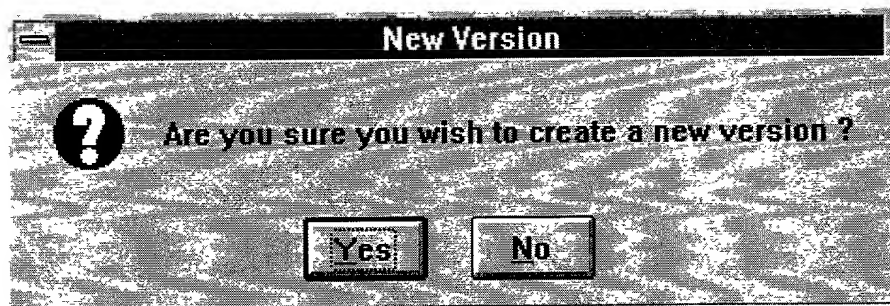 New Version
Are you sure you wish to create a new version ?
Yes
No